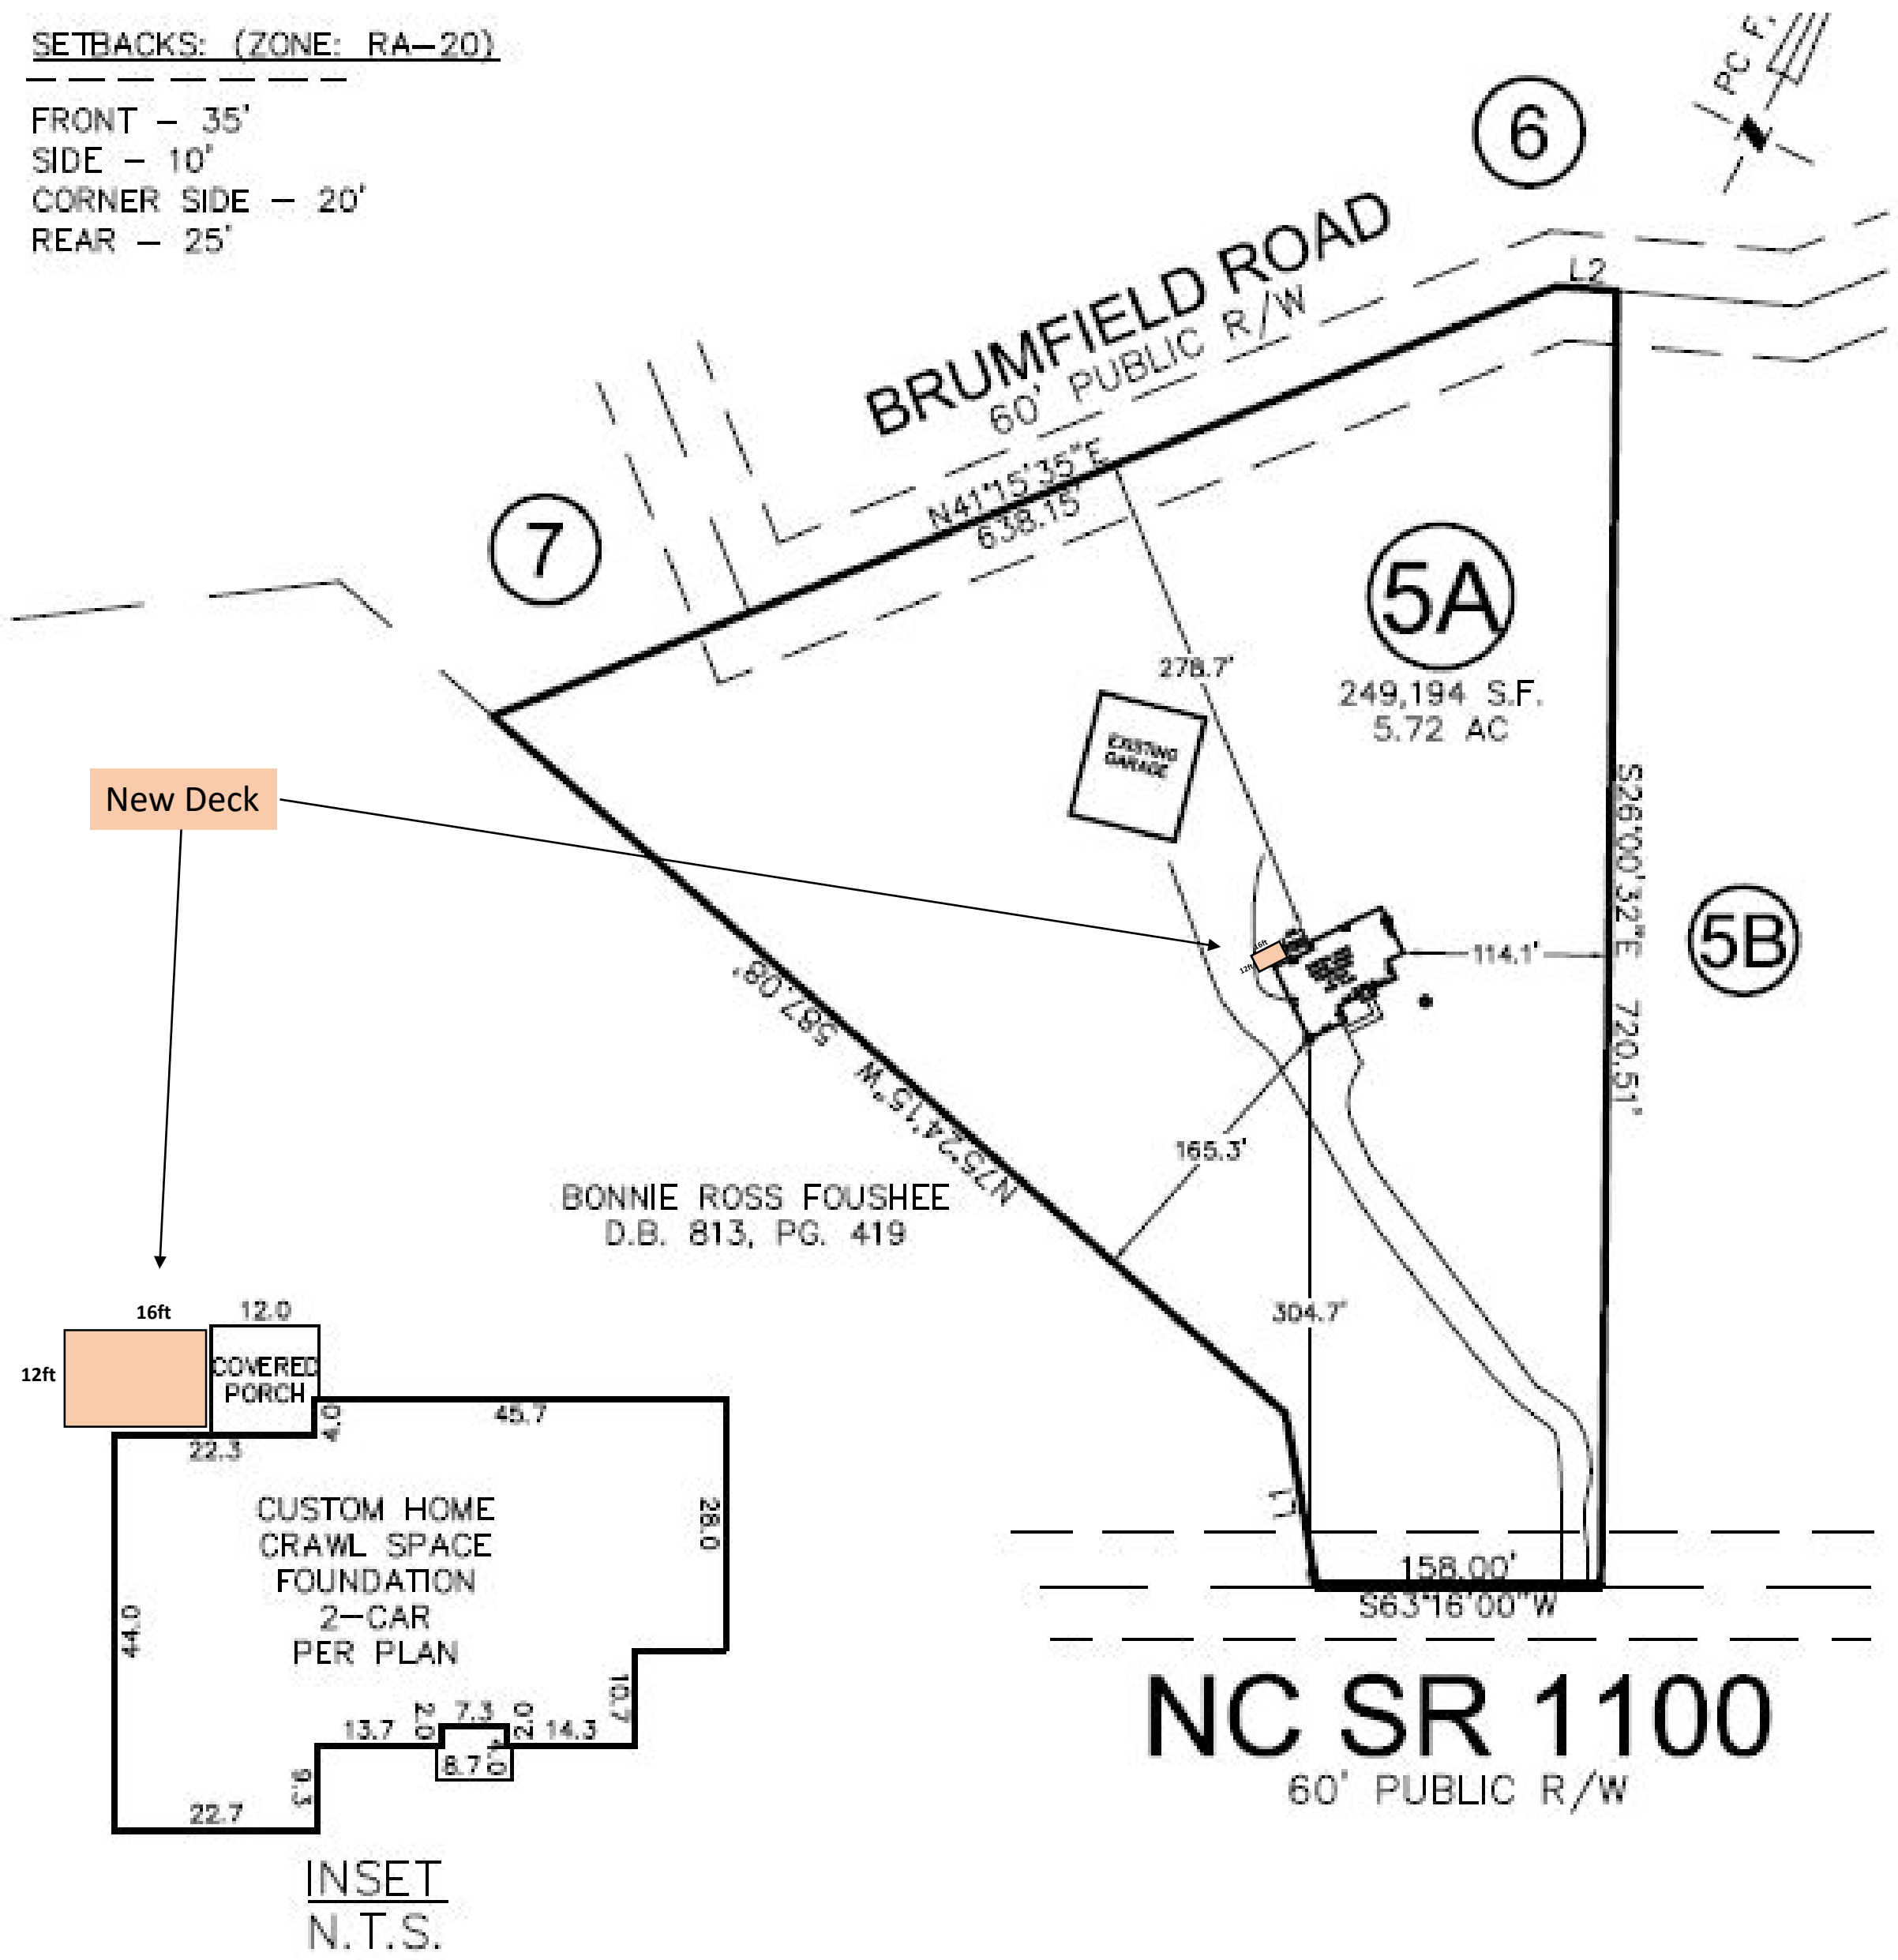 SETBACKS: (ZONE: RA-20)
FRONT - 35'
SIDE - 10'
CORNER SIDE - 20'
REAR - 25'
PC F,
N
6
L2
BRUMFIELD ROAD
60' PUBLIC R/W
N41°15'35"E
638.15'
7
5A
249,194 S.F.
5.72 AC
278.7'
EXISTING
GARAGE
New Deck
S26°00'32"E 720.51'
5B
114.1'
16ft
12ft
N75°24'15"W 587.08'
165.3'
BONNIE ROSS FOUSHEE
D.B. 813, PG. 419
304.7'
L1
158.00'
S63°16'00"W
NC SR 1100
60' PUBLIC R/W
16ft
12.0
12ft
COVERED
PORCH
4.0
45.7
22.3
28.0
CUSTOM HOME
CRAWL SPACE
FOUNDATION
2-CAR
PER PLAN
44.0
10.7
13.7
2.0
7.3
2.0
14.3
8.7
4.0
9.3
22.7
INSET
N.T.S.